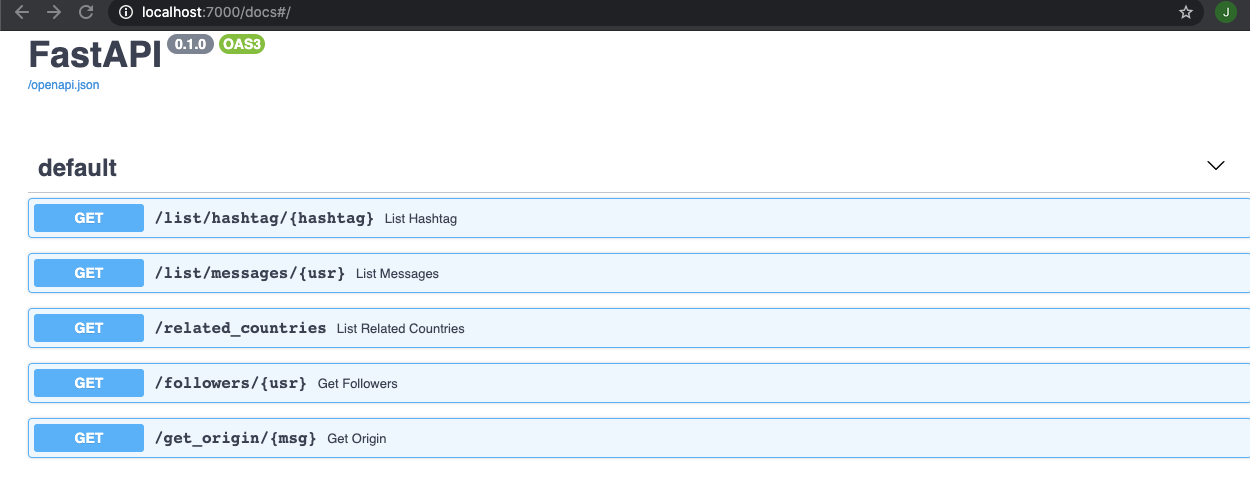 localhost:7000/docs#/
J
FastAPI 0.1.0 OAS3
/openapi.json
default
GET /list/hashtag/{hashtag} List Hashtag
GET /list/messages/{usr} List Messages
GET /related_countries List Related Countries
GET /followers/{usr} Get Followers
GET /get_origin/{msg} Get Origin